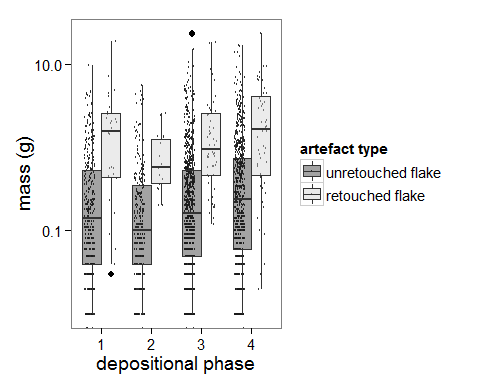 10.0
0.1
mass (g)
1 2 3 4
depositional phase
artefact type
unretouched flake
retouched flake